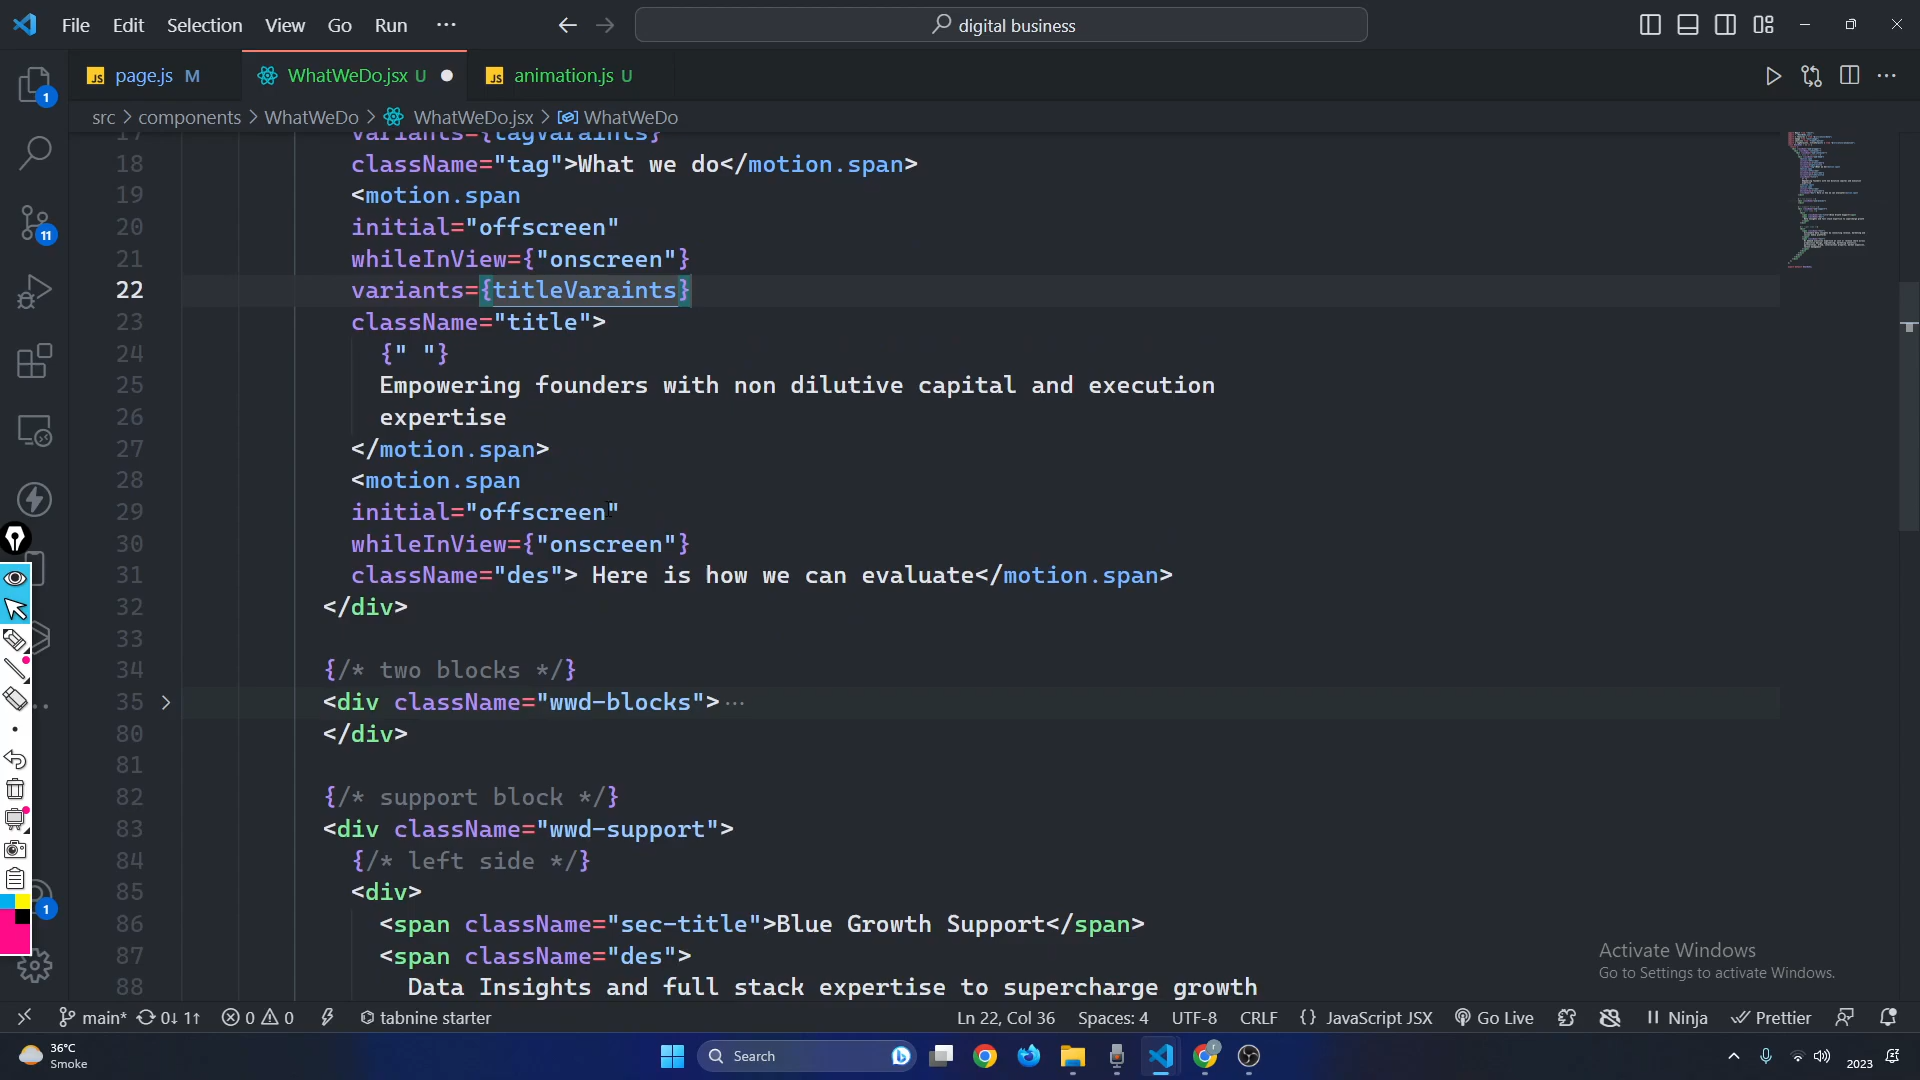 File Edit Selection View Go Run ···
digital business
JS page.js M
WhatWeDo.jsx U
JS animation.js U
src > components > WhatWeDo > WhatWeDo.jsx > WhatWeDo
17 variants={tagVaraints}
18 className="tag">What we do</motion.span>
19 <motion.span
20 initial="offscreen"
21 whileInView={"onscreen"}
22 variants={titleVaraints}
23 className="title">
24 {" "}
25 Empowering founders with non dilutive capital and execution
26 expertise
27 </motion.span>
28 <motion.span
29 initial="offscreen"
30 whileInView={"onscreen"}
31 className="des"> Here is how we can evaluate</motion.span>
32 </div>
33
34 {/* two blocks */}
35 <div className="wwd-blocks">···
80 </div>
81
82 {/* support block */}
83 <div className="wwd-support">
84 {/* left side */}
85 <div>
86 <span className="sec-title">Blue Growth Support</span>
87 <span className="des">
88 Data Insights and full stack expertise to supercharge growth
1
11
1
Activate Windows
Go to Settings to activate Windows.
main* 0↓ 1↑ 0 0 tabnine starter
Ln 22, Col 36 Spaces: 4 UTF-8 CRLF {} JavaScript JSX Go Live Ninja Prettier
36°C
Smoke
Search
2023